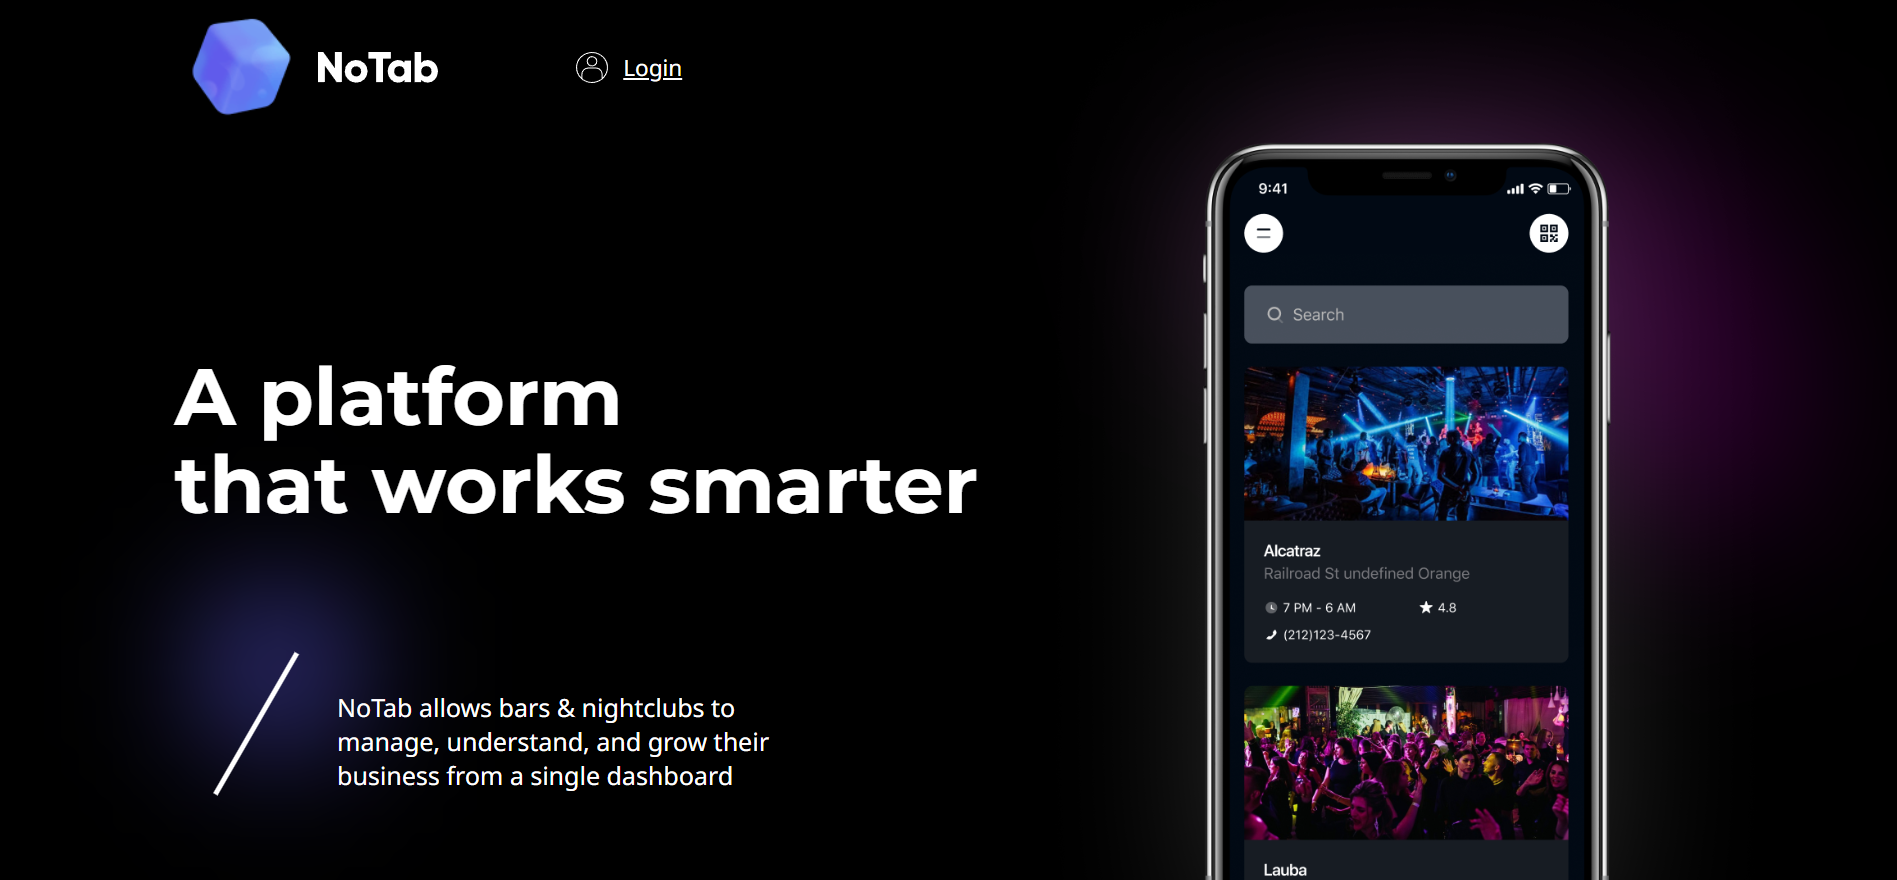 NoTab
Login
A platform
that works smarter
NoTab allows bars & nightclubs to
manage, understand, and grow their
business from a single dashboard
9:41
Search
Alcatraz
Railroad St undefined Orange
7 PM - 6 AM
4.8
(212)123-4567
Lauba